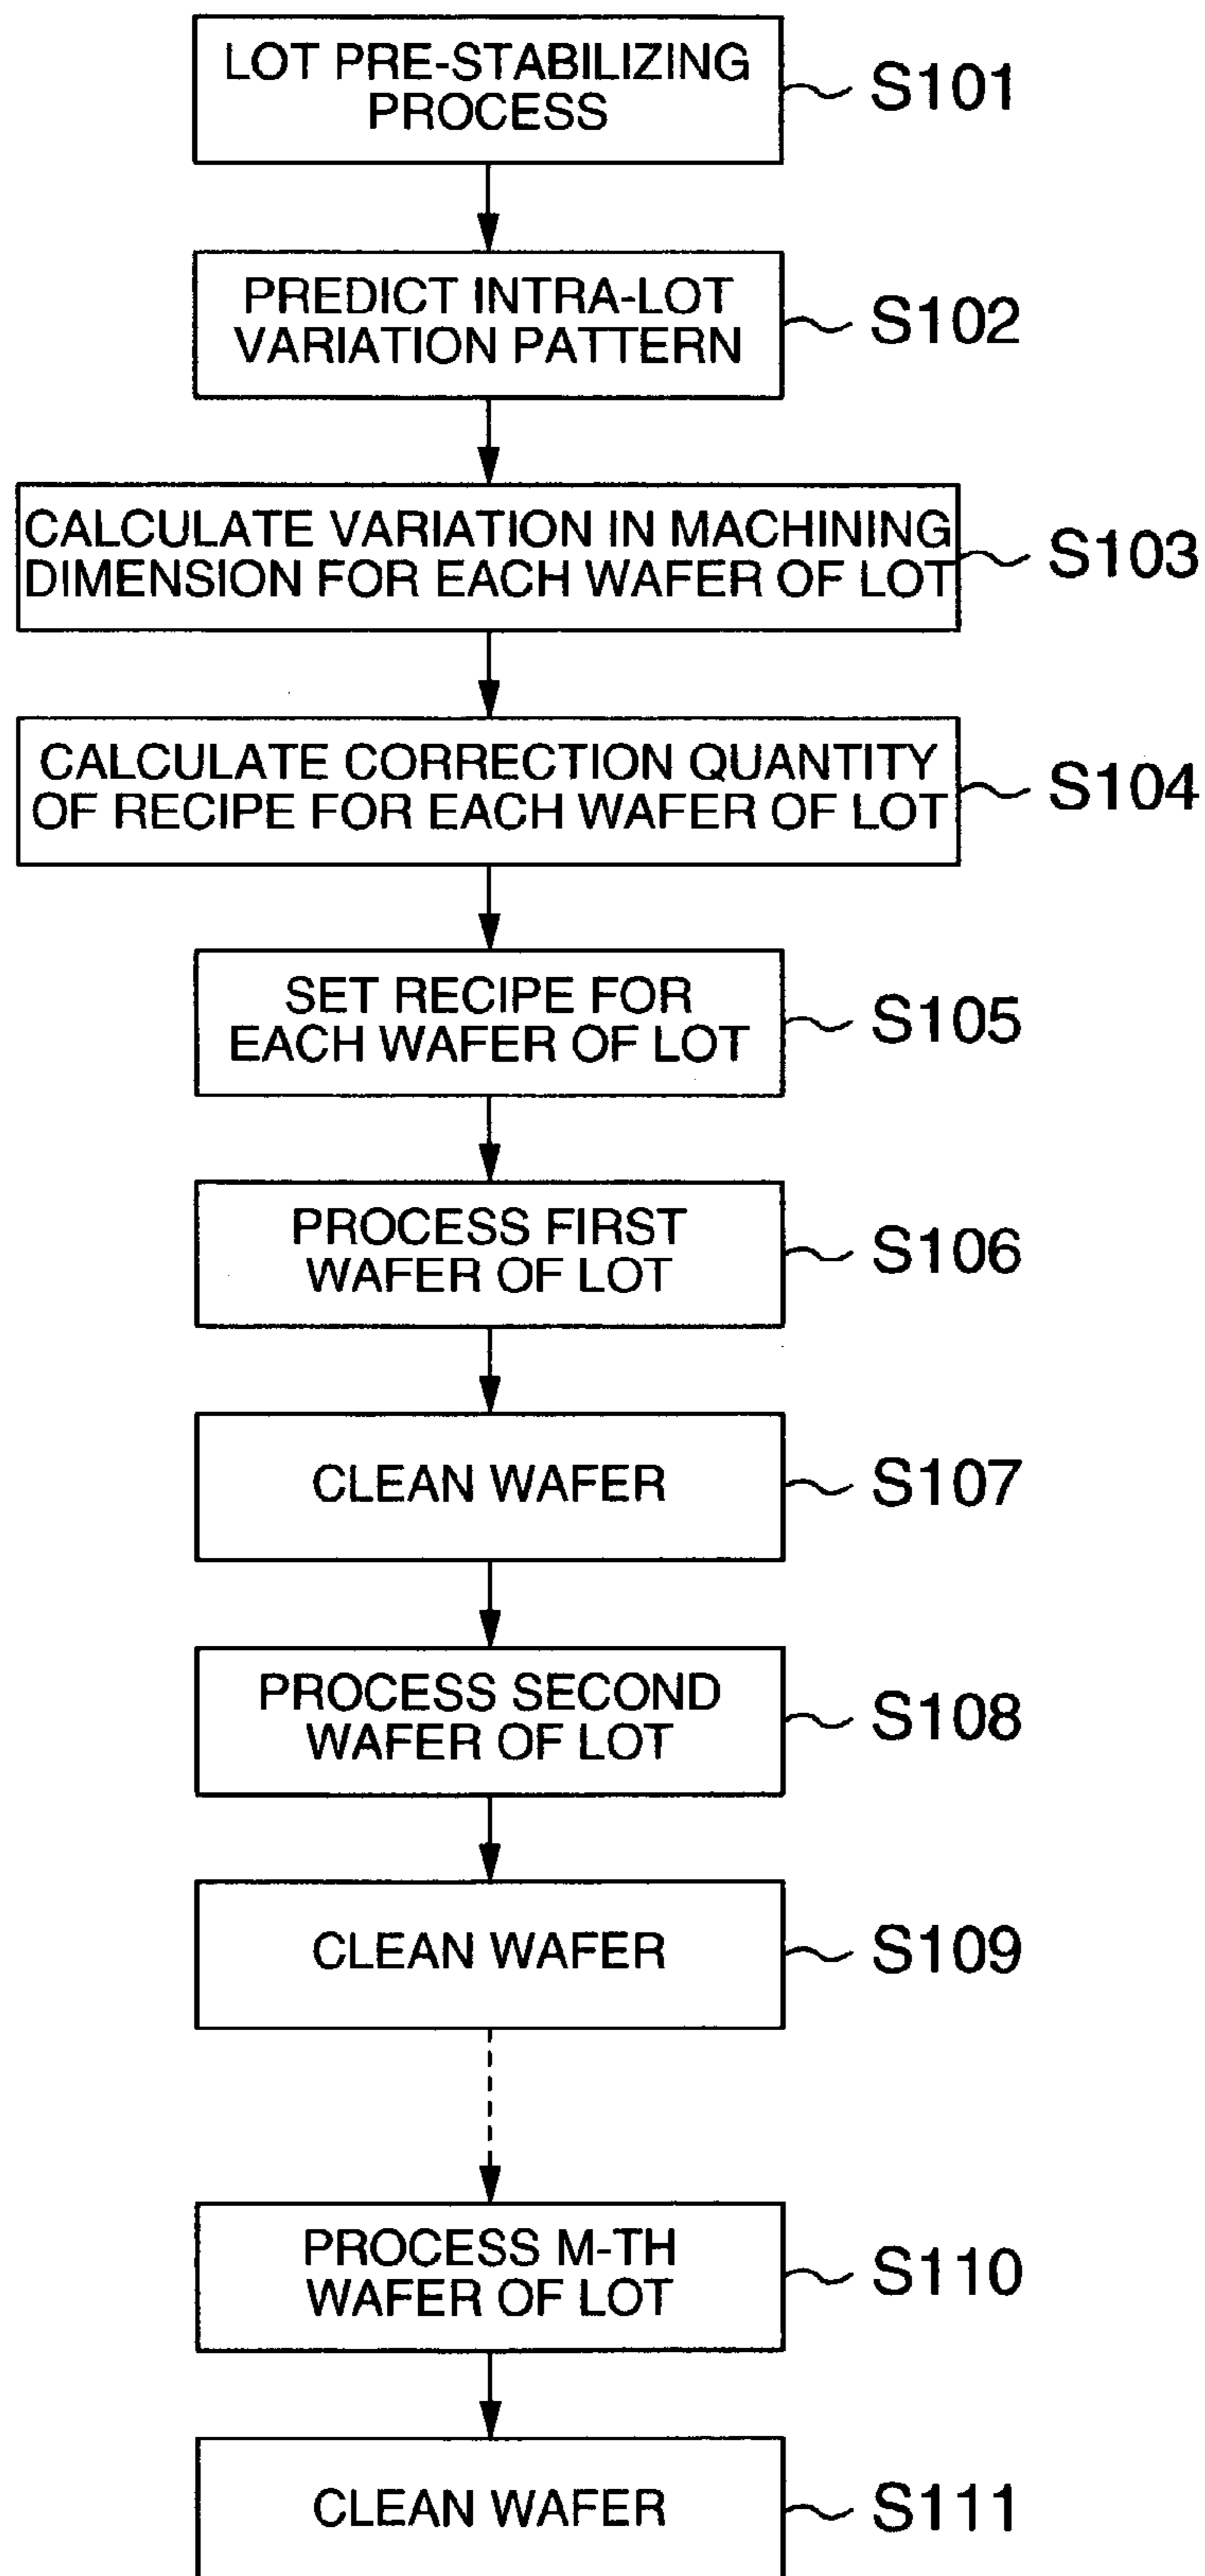 LOT PRE-STABILIZING
PROCESS
S101
PREDICT INTRA-LOT
VARIATION PATTERN
S102
CALCULATE VARIATION IN MACHINING
DIMENSION FOR EACH WAFER OF LOT
S103
CALCULATE CORRECTION QUANTITY
OF RECIPE FOR EACH WAFER OF LOT
S104
SET RECIPE FOR
EACH WAFER OF LOT
S105
PROCESS FIRST
WAFER OF LOT
S106
CLEAN WAFER
S107
PROCESS SECOND
WAFER OF LOT
S108
CLEAN WAFER
S109
PROCESS M-TH
WAFER OF LOT
S110
CLEAN WAFER
S111